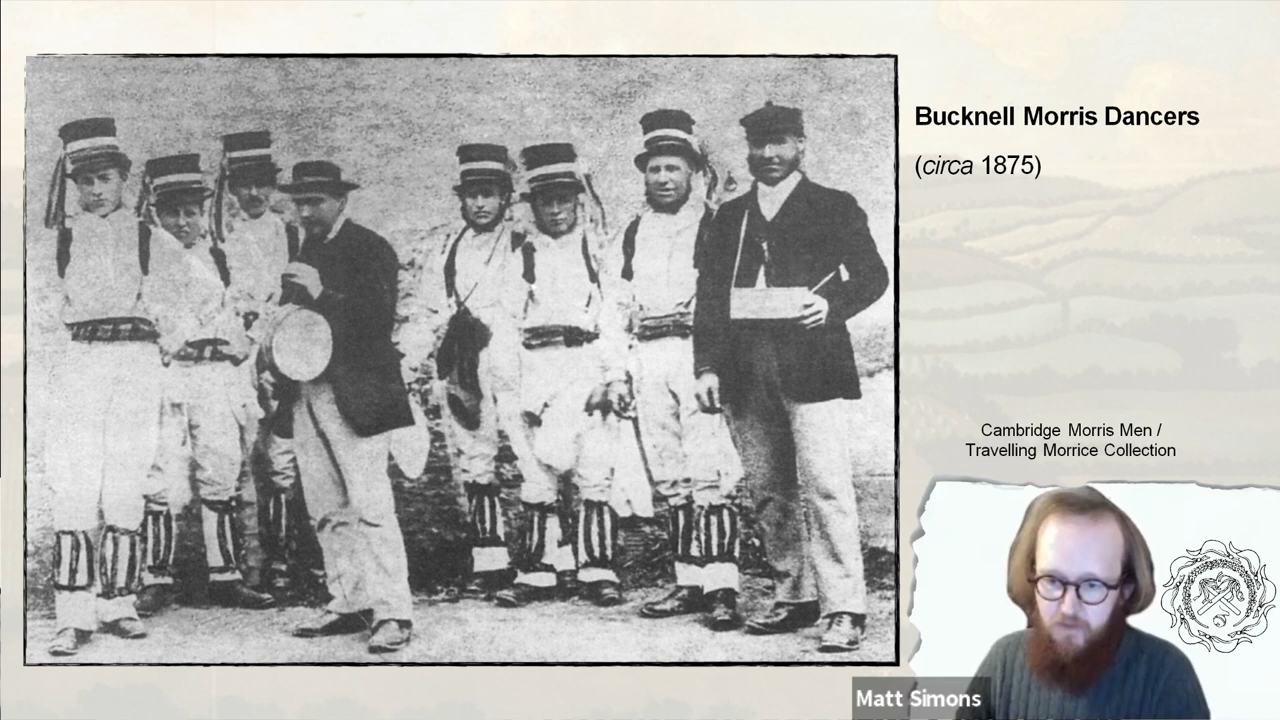 Bucknell Morris Dancers
(circa 1875)
Cambridge Morris Men /
Travelling Morrice Collection
Matt Simons